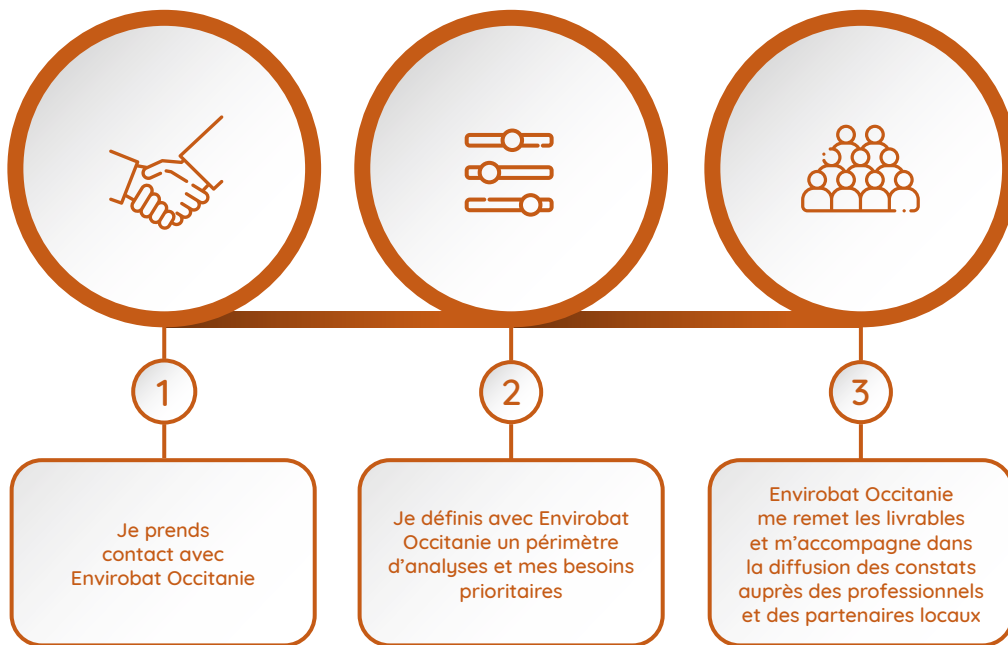 1
2
3
Je prends
contact avec
Envirobat Occitanie
Je définis avec Envirobat
Occitanie un périmètre
d'analyses et mes besoins
prioritaires
Envirobat Occitanie
me remet les livrables
et m'accompagne dans
la diffusion des constats
auprès des professionnels
et des partenaires locaux